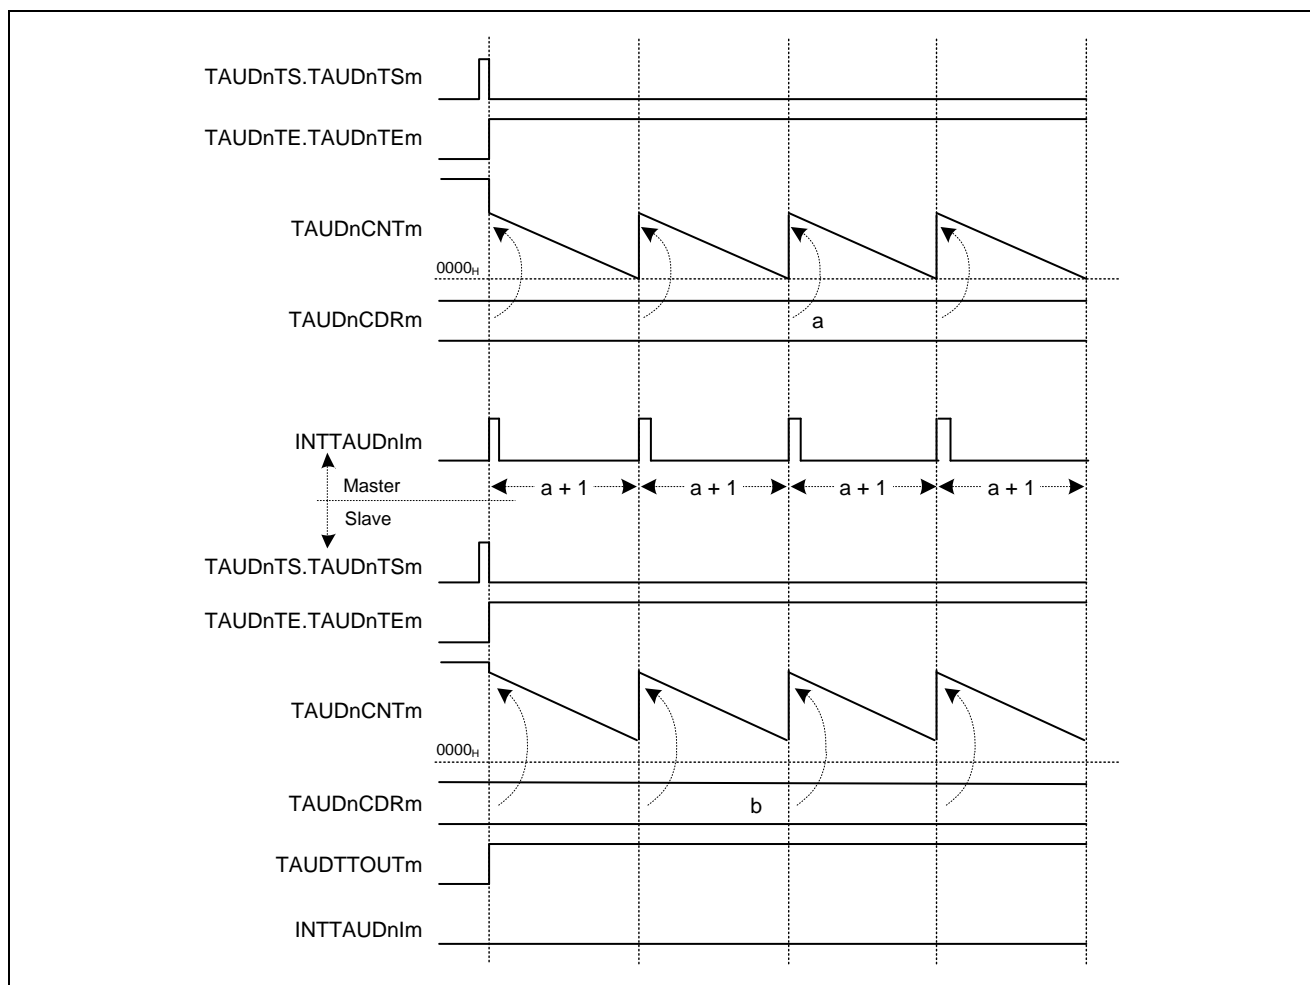 TAUDnTS.TAUDnTSm
TAUDnTE.TAUDnTEm
TAUDnCNTm
0000H
TAUDnCDRm
a
INTTAUDnIm
Master
a + 1 a + 1 a + 1 a + 1
Slave
TAUDnTS.TAUDnTSm
TAUDnTE.TAUDnTEm
TAUDnCNTm
0000H
TAUDnCDRm
b
TAUDTTOUTm
INTTAUDnIm